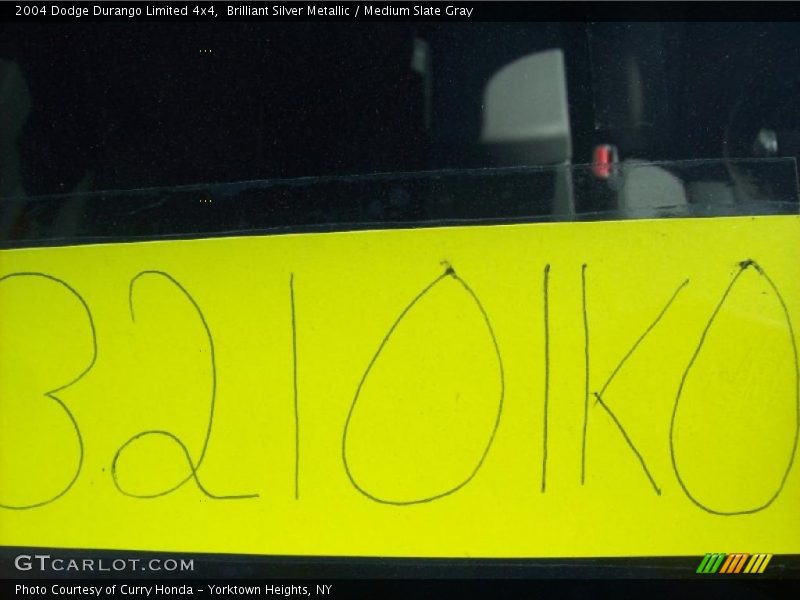 2004 Dodge Durango Limited 4x4,  Brilliant Silver Metallic / Medium Slate Gray
32101K0
GTCARLOT.COM
Photo Courtesy of Curry Honda - Yorktown Heights, NY